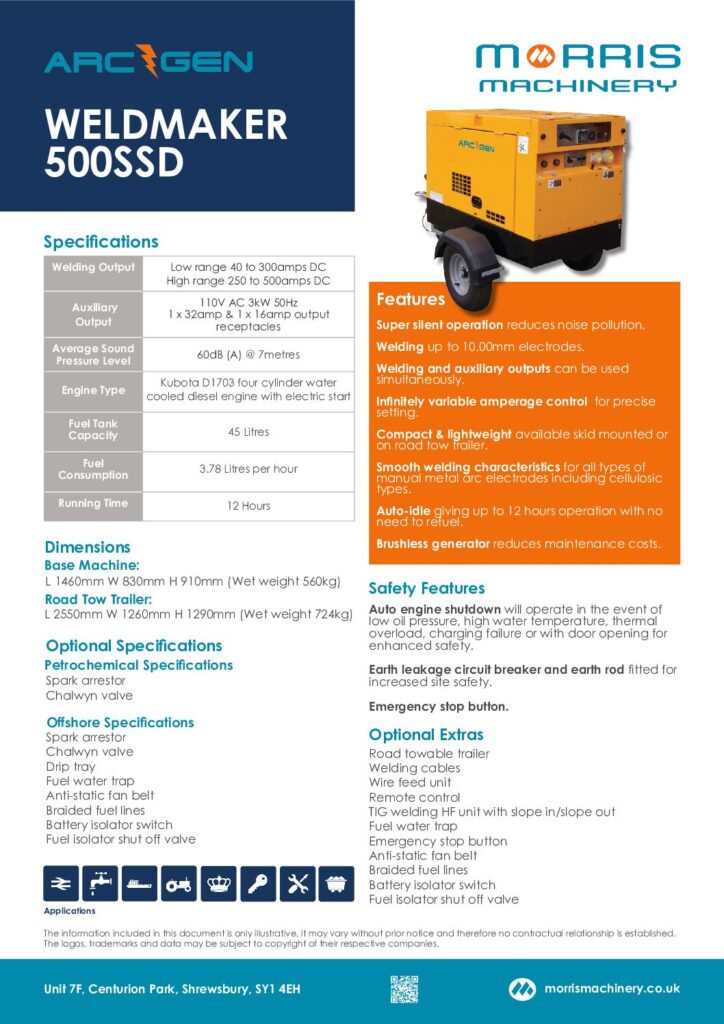 ARC GEN
WELDMAKER
500SSD
MORRIS
MACHINERY
ARC GEN
Specifications
Welding Output
Low range 40 to 300amps DC
High range 250 to 500amps DC
Auxiliary
Output
110V AC 3kW 50Hz
1 x 32amp & 1 x 16amp output
receptacles
Average Sound
Pressure Level
60dB (A) @ 7metres
Engine Type
Kubota D1703 four cylinder water
cooled diesel engine with electric start
Fuel Tank
Capacity
45 Litres
Fuel
Consumption
3.78 Litres per hour
Running Time
12 Hours
Dimensions
Base Machine:
L 1460mm W 830mm H 910mm (Wet weight 560kg)
Road Tow Trailer:
L 2550mm W 1260mm H 1290mm (Wet weight 724kg)
Optional Specifications
Petrochemical Specifications
Spark arrestor
Chalwyn valve
Offshore Specifications
Spark arrestor
Chalwyn valve
Drip tray
Fuel water trap
Anti-static fan belt
Braided fuel lines
Battery isolator switch
Fuel isolator shut off valve
Applications
Features
Super silent operation reduces noise pollution.
Welding up to 10.00mm electrodes.
Welding and auxiliary outputs can be used
simultaneously.
Infinitely variable amperage control for precise
setting.
Compact & lightweight available skid mounted or
on road tow trailer.
Smooth welding characteristics for all types of
manual metal arc electrodes including cellulosic
types.
Auto-idle giving up to 12 hours operation with no
need to refuel.
Brushless generator reduces maintenance costs.
Safety Features
Auto engine shutdown will operate in the event of
low oil pressure, high water temperature, thermal
overload, charging failure or with door opening for
enhanced safety.
Earth leakage circuit breaker and earth rod fitted for
increased site safety.
Emergency stop button.
Optional Extras
Road towable trailer
Welding cables
Wire feed unit
Remote control
TIG welding HF unit with slope in/slope out
Fuel water trap
Emergency stop button
Anti-static fan belt
Braided fuel lines
Battery isolator switch
Fuel isolator shut off valve
The information included in this document is only illustrative, it may vary without prior notice and therefore no contractual relationship is established.
The logos, trademarks and data may be subject to copyright of their respective companies.
Unit 7F, Centurion Park, Shrewsbury, SY1 4EH
morrismachinery.co.uk